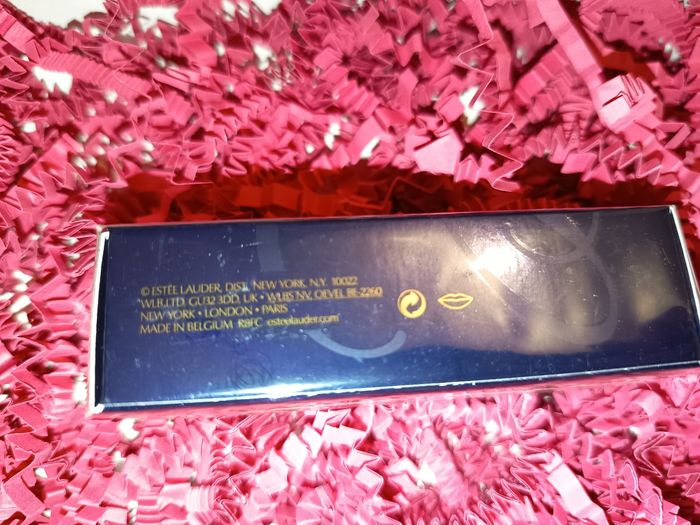 © ESTÉE LAUDER, DIST. NEW YORK, N.Y. 10022
WLB,LTD. GU32 3DD, UK • WLBS NV, OEVEL BE-2260
NEW YORK • LONDON • PARIS
MADE IN BELGIUM R8FC esteelauder.com